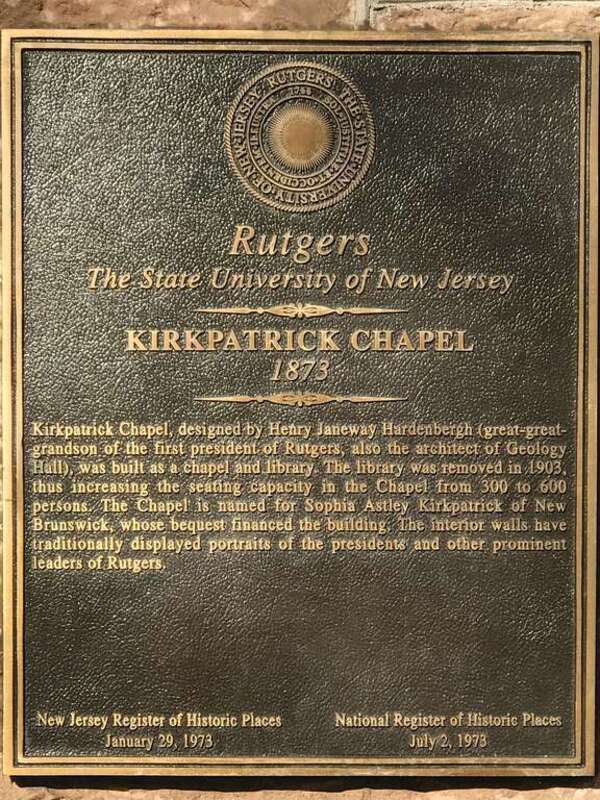 RUTGERS, THE STATE UNIVERSITY OF NEW JERSEY
Rutgers
The State University of New Jersey
KIRKPATRICK CHAPEL
1873
Kirkpatrick Chapel, designed by Henry Janeway Hardenbergh (great-great-
grandson of the first president of Rutgers, also the architect of Geology
Hall), was built as a chapel and library. The library was removed in 1903,
thus increasing the seating capacity in the Chapel from 300 to 600
persons. The Chapel is named for Sophia Astley Kirkpatrick of New
Brunswick, whose bequest financed the building. The interior walls have
traditionally displayed portraits of the presidents and other prominent
leaders of Rutgers.
New Jersey Register of Historic Places
January 29, 1973
National Register of Historic Places
July 2, 1973